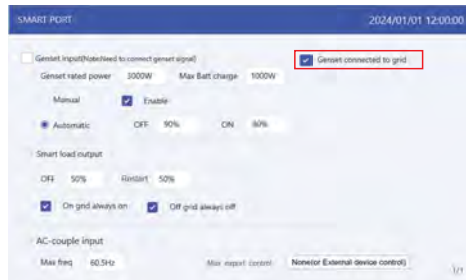 SMART PORT 2024/01/01 12:00:00
Genset input(Note:Need to connect genset signal) Genset connected to grid
Genset rated power 3000W Max Batt charge 1000W
Manual Enable
Automatic OFF 90% ON 80%
Smart load output
OFF 50% Restart 50%
On grid always on Off grid always off
AC-couple input
Max freq 60.5Hz Max export control None(or External device control)
1/1